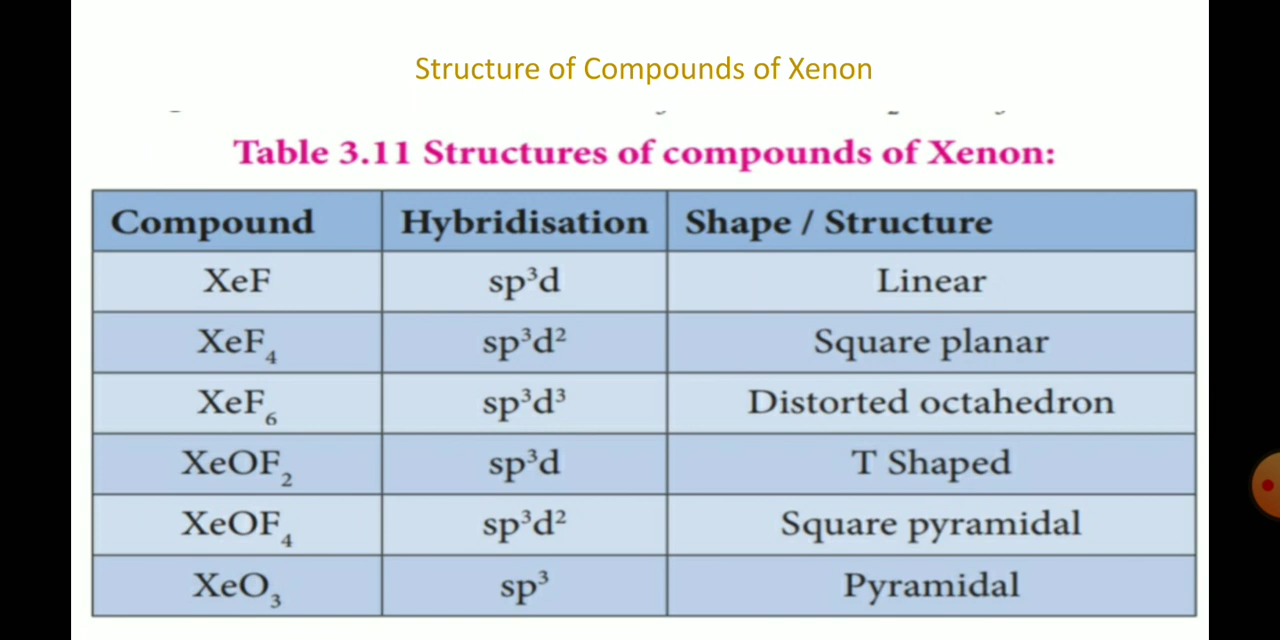 Structure of Compounds of Xenon
Table 3.11 Structures of compounds of Xenon:
Compound Hybridisation Shape / Structure
XeF sp³d Linear
XeF₄ sp³d² Square planar
XeF₆ sp³d³ Distorted octahedron
XeOF₂ sp³d T Shaped
XeOF₄ sp³d² Square pyramidal
XeO₃ sp³ Pyramidal